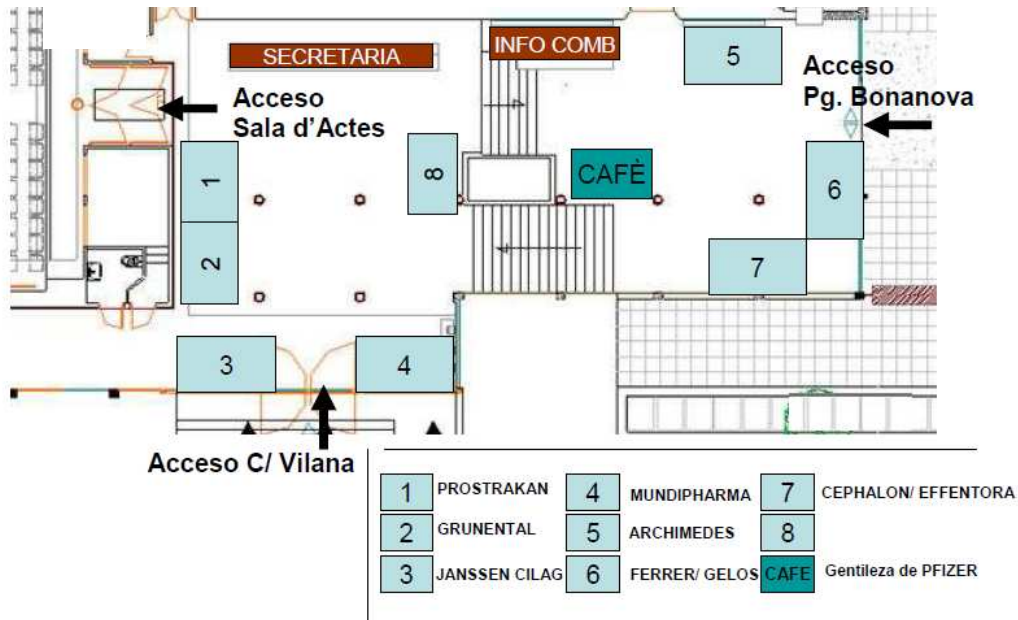 SECRETARIA
INFO COMB
5
Acceso
Pg. Bonanova
Acceso
Sala d'Actes
1
8
CAFÈ
6
2
7
3
4
Acceso C/ Vilana
1 PROSTRAKAN
4 MUNDIPHARMA
7 CEPHALON/ EFFENTORA
2 GRUNENTAL
5 ARCHIMEDES
8
3 JANSSEN CILAG
6 FERRER/ GELOS
CAFE Gentileza de PFIZER